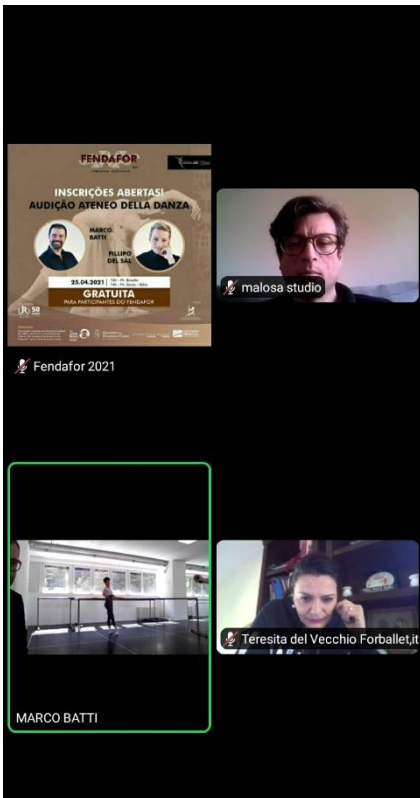 FENDAFOR
INSCRIÇÕES ABERTAS!
AUDIÇÃO ATENEO DELLA DANZA
MARCO
BATTI
FILLIPO
DEL SAL
25.04.2021
GRATUITA
PARA PARTICIPANTES DO FENDAFOR
50
Fendafor 2021
malosa studio
MARCO BATTI
Teresita del Vecchio Forballet,it